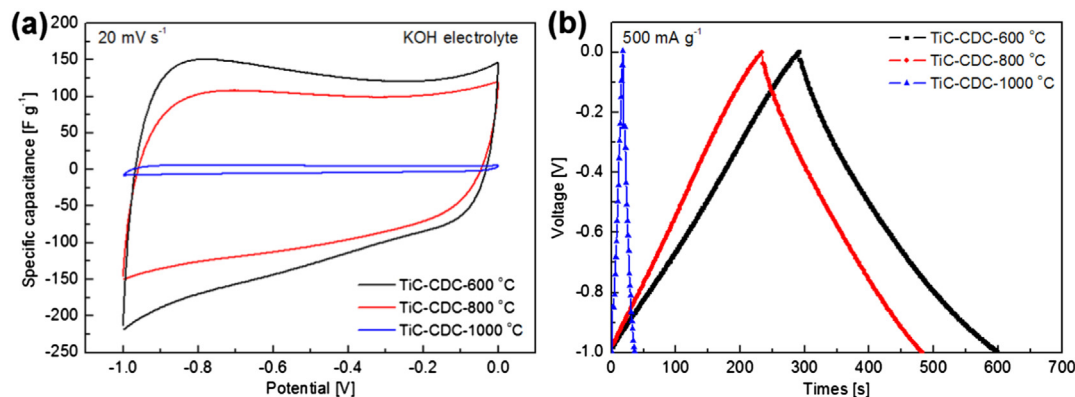 (a)
20 mV s⁻¹
KOH electrolyte
Specific capacitance [F g⁻¹]
200
150
100
50
0
-50
-100
-150
-200
-250
TiC-CDC-600 °C
TiC-CDC-800 °C
TiC-CDC-1000 °C
-1.0
-0.8
-0.6
-0.4
-0.2
0.0
Potential [V]
(b)
500 mA g⁻¹
TiC-CDC-600 °C
TiC-CDC-800 °C
TiC-CDC-1000 °C
Voltage [V]
0.0
-0.2
-0.4
-0.6
-0.8
-1.0
0
100
200
300
400
500
600
700
Times [s]